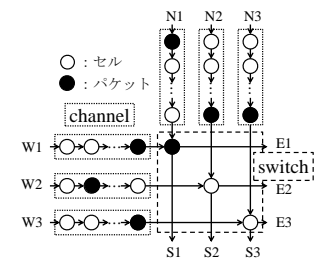 N1 N2 N3
：セル
：パケット
channel
W1
E1
switch
W2
E2
W3
E3
S1 S2 S3